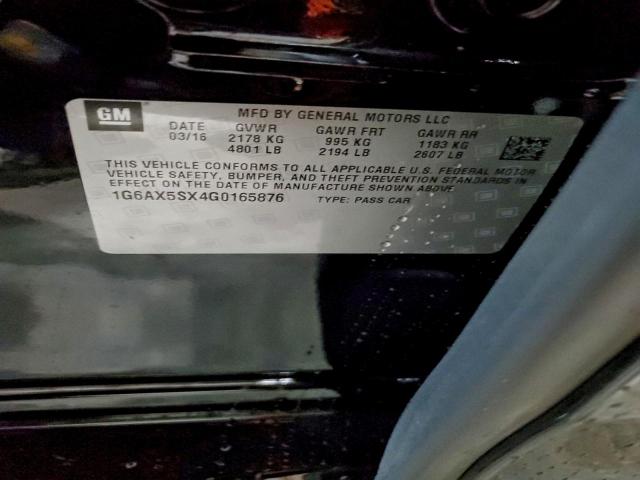 GM
MFD BY GENERAL MOTORS LLC
DATE GVWR GAWR FRT GAWR RR
03/16 2178 KG 995 KG 1183 KG
4801 LB 2194 LB 2607 LB
THIS VEHICLE CONFORMS TO ALL APPLICABLE U.S. FEDERAL MOTOR
VEHICLE SAFETY, BUMPER, AND THEFT PREVENTION STANDARDS IN
EFFECT ON THE DATE OF MANUFACTURE SHOWN ABOVE
1G6AX5SX4G0165876 TYPE: PASS CAR